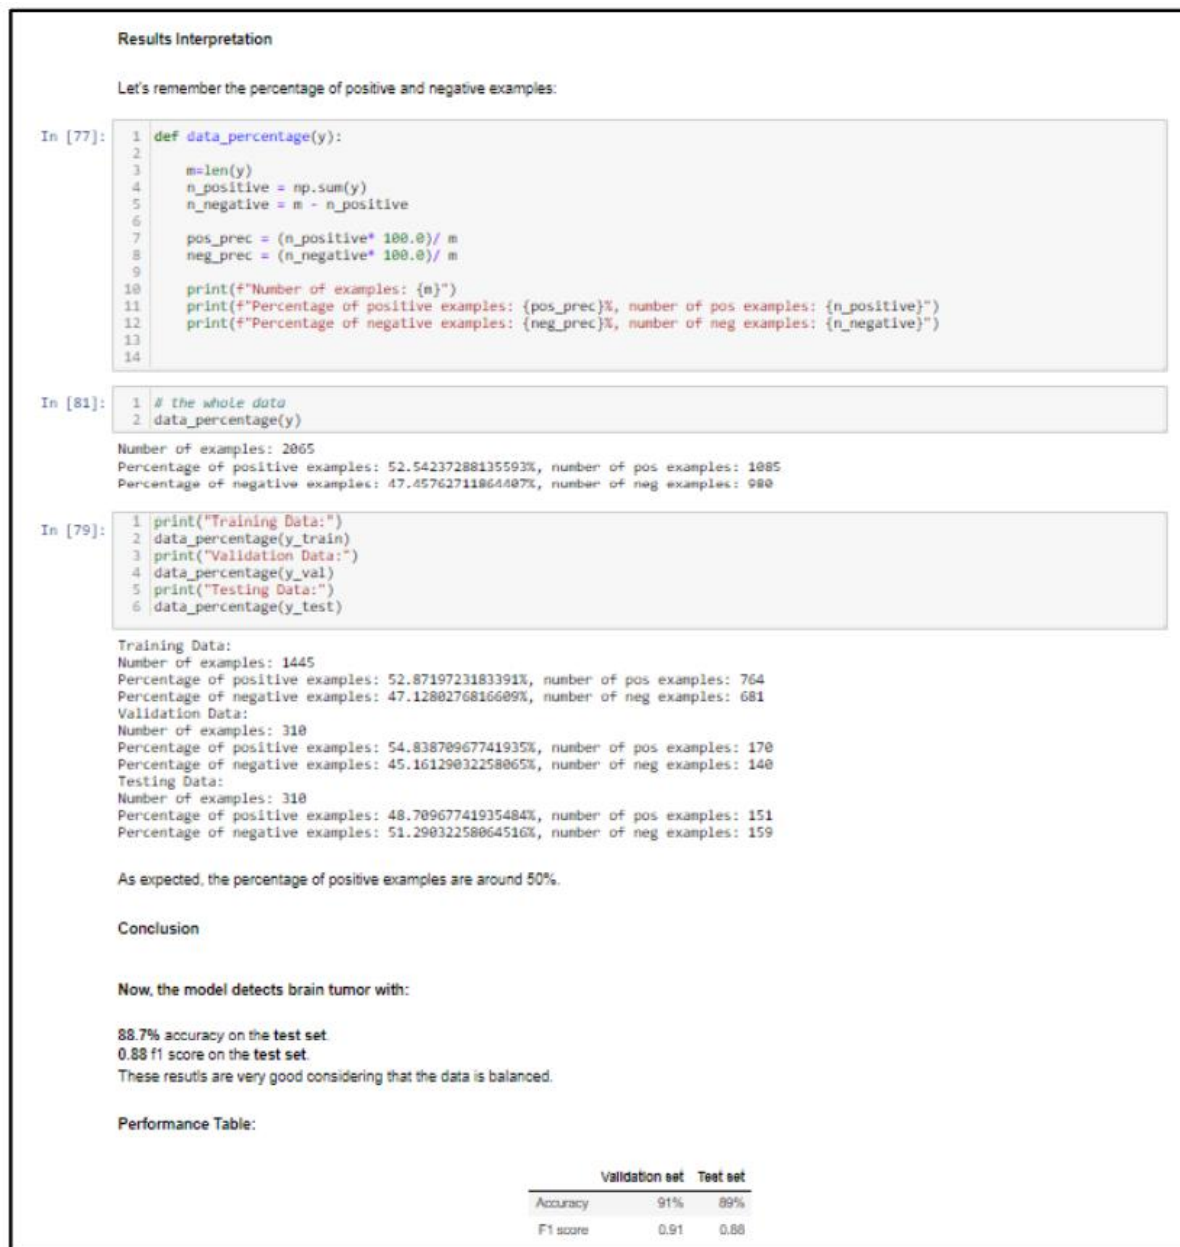 Results Interpretation
Let's remember the percentage of positive and negative examples:
In [77]:
1 def data_percentage(y):
2
3 m=len(y)
4 n_positive = np.sum(y)
5 n_negative = m - n_positive
6
7 pos_prec = (n_positive* 100.0)/ m
8 neg_prec = (n_negative* 100.0)/ m
9
10 print(f"Number of examples: {m}")
11 print(f"Percentage of positive examples: {pos_prec}%, number of pos examples: {n_positive}")
12 print(f"Percentage of negative examples: {neg_prec}%, number of neg examples: {n_negative}")
13
14
In [81]:
1 # the whole data
2 data_percentage(y)
Number of examples: 2065
Percentage of positive examples: 52.54237288135593%, number of pos examples: 1085
Percentage of negative examples: 47.45762711864407%, number of neg examples: 980
In [79]:
1 print("Training Data:")
2 data_percentage(y_train)
3 print("Validation Data:")
4 data_percentage(y_val)
5 print("Testing Data:")
6 data_percentage(y_test)
Training Data:
Number of examples: 1445
Percentage of positive examples: 52.8719723183391%, number of pos examples: 764
Percentage of negative examples: 47.12802768166609%, number of neg examples: 681
Validation Data:
Number of examples: 310
Percentage of positive examples: 54.83870967741935%, number of pos examples: 170
Percentage of negative examples: 45.16129032258065%, number of neg examples: 140
Testing Data:
Number of examples: 310
Percentage of positive examples: 48.70967741935484%, number of pos examples: 151
Percentage of negative examples: 51.29032258064516%, number of neg examples: 159
As expected, the percentage of positive examples are around 50%.
Conclusion
Now, the model detects brain tumor with:
88.7% accuracy on the test set.
0.88 f1 score on the test set.
These resutls are very good considering that the data is balanced.
Performance Table:
Validation set Test set
Accuracy 91% 89%
F1 score 0.91 0.88